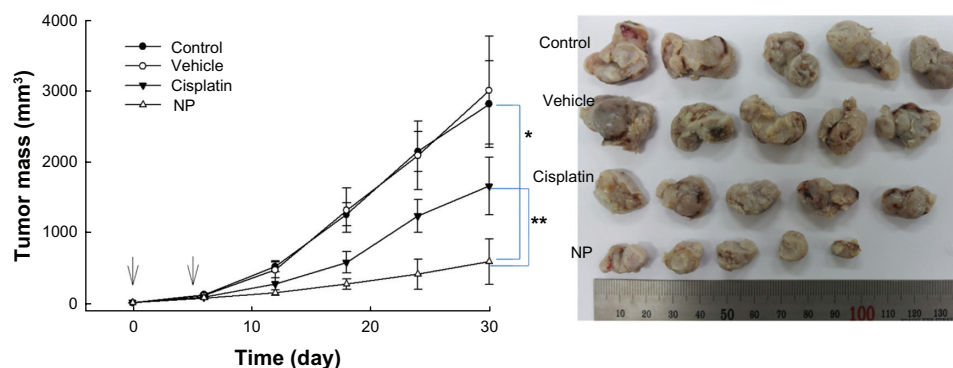 4000
3000
2000
1000
0
Tumor mass (mm³)
Control
Vehicle
Cisplatin
NP
*
**
0
10
20
30
Time (day)
Control
Vehicle
Cisplatin
NP
10 20 30 40 50 60 70 80 90 100 110 120 130